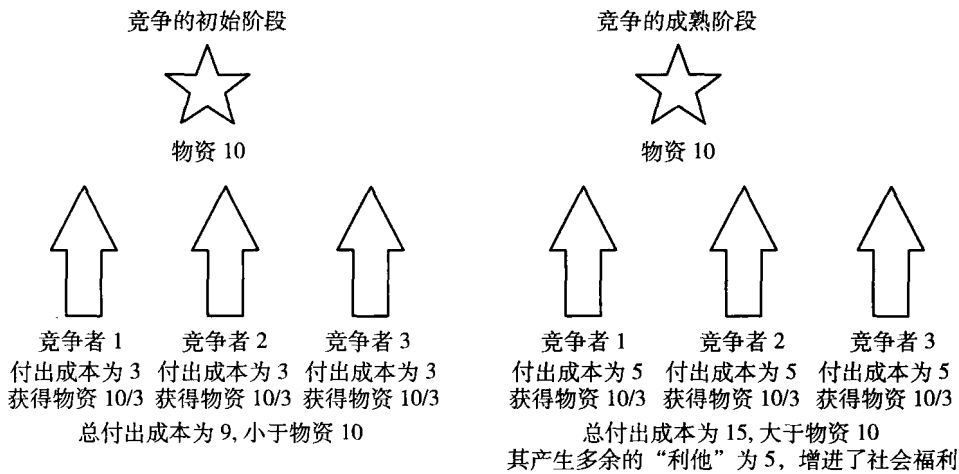 竞争的初始阶段
物资 10
竞争者 1 竞争者 2 竞争者 3
付出成本为 3 付出成本为 3 付出成本为 3
获得物资 10/3 获得物资 10/3 获得物资 10/3
总付出成本为 9, 小于物资 10
竞争的成熟阶段
物资 10
竞争者 1 竞争者 2 竞争者 3
付出成本为 5 付出成本为 5 付出成本为 5
获得物资 10/3 获得物资 10/3 获得物资 10/3
总付出成本为 15, 大于物资 10
其产生多余的“利他”为 5，增进了社会福利